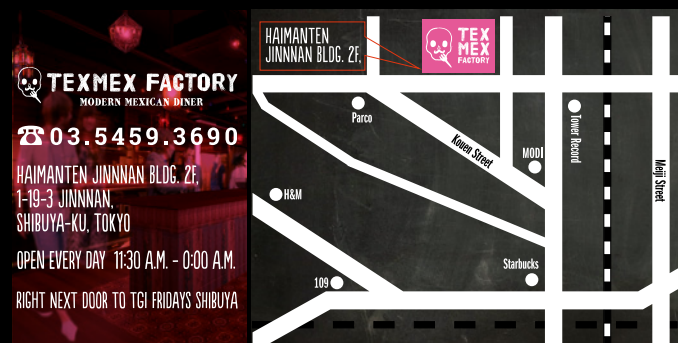 TEXMEX FACTORY
MODERN MEXICAN DINER
☎03.5459.3690
HAIMANTEN JINNNAN BLDG. 2F,
1-19-3 JINNNAN,
SHIBUYA-KU, TOKYO
OPEN EVERY DAY 11:30 A.M. - 0:00 A.M.
RIGHT NEXT DOOR TO TGI FRIDAYS SHIBUYA
HAIMANTEN
JINNNAN BLDG. 2F,
TEX
MEX
FACTORY
Parco
Kouen Street
MODI
Tower Record
Meiji Street
H&M
Starbucks
109